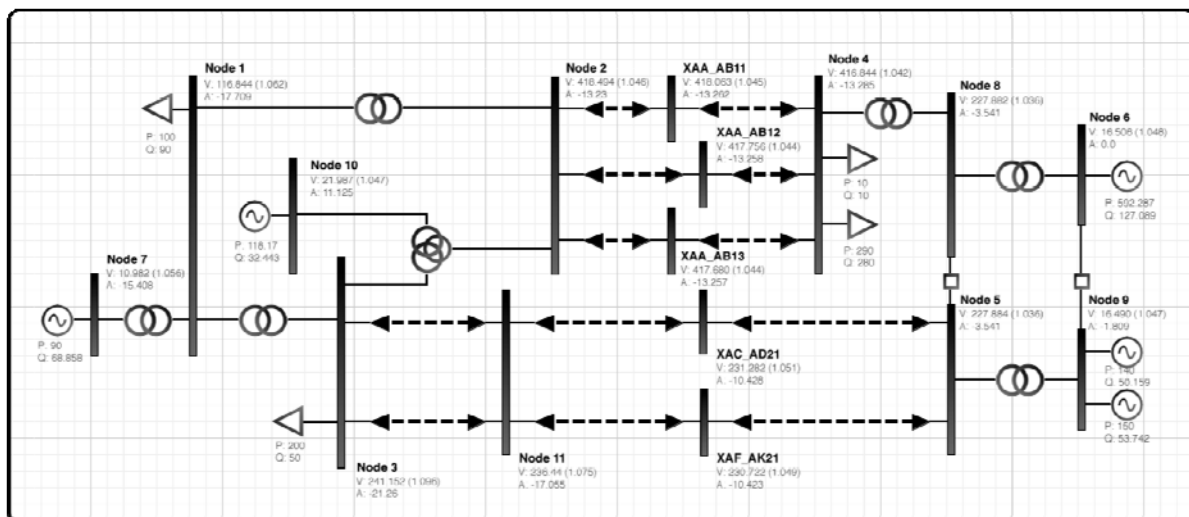 Node 1
V: 116.844 (1.062)
A: -17.709
P: 100
Q: 90
Node 2
V: 418.494 (1.046)
A: -13.23
XAA_AB11
V: 418.063 (1.045)
A: -13.262
Node 4
V: 416.844 (1.042)
A: -13.285
Node 8
V: 227.882 (1.036)
A: -3.541
Node 6
V: 16.506 (1.048)
A: 0.0
P: 592.287
Q: 127.089
XAA_AB12
V: 417.756 (1.044)
A: -13.258
P: 10
Q: 10
Node 10
V: 21.987 (1.047)
A: 11.125
P: 118.17
Q: 32.443
P: 290
Q: 280
XAA_AB13
V: 417.680 (1.044)
A: -13.257
Node 7
V: 10.982 (1.056)
A: -15.408
P: 90
Q: 68.858
Node 5
V: 227.884 (1.036)
A: -3.541
Node 9
V: 16.490 (1.047)
A: -1.809
P: 140
Q: 50.159
P: 150
Q: 53.742
XAC_AD21
V: 231.282 (1.051)
A: -10.428
P: 200
Q: 50
Node 3
V: 241.152 (1.096)
A: -21.26
Node 11
V: 236.44 (1.075)
A: -17.055
XAF_AK21
V: 230.722 (1.049)
A: -10.423